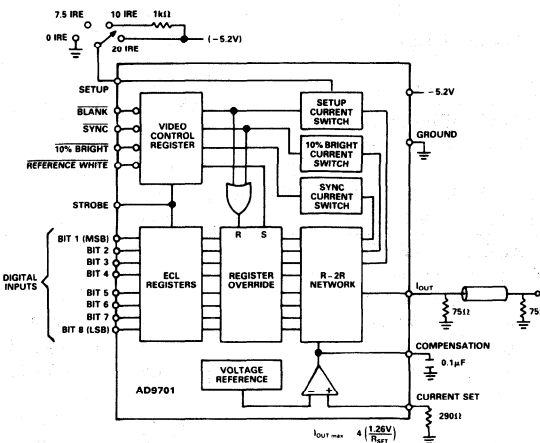 7.5 IRE
10 IRE
1kΩ
0 IRE
20 IRE
(-5.2V)
SETUP
BLANK
SYNC
10% BRIGHT
REFERENCE WHITE
STROBE
VIDEO
CONTROL
REGISTER
SETUP
CURRENT
SWITCH
10% BRIGHT
CURRENT
SWITCH
SYNC
CURRENT
SWITCH
-5.2V
GROUND
R
S
DIGITAL
INPUTS
BIT 1 (MSB)
BIT 2
BIT 3
BIT 4
BIT 5
BIT 6
BIT 7
BIT 8 (LSB)
ECL
REGISTERS
REGISTER
OVERRIDE
R-2R
NETWORK
IOUT
75Ω
75
COMPENSATION
0.1µF
VOLTAGE
REFERENCE
- +
CURRENT SET
290Ω
AD9701
IOUT max 4 (1.26V / RSET)